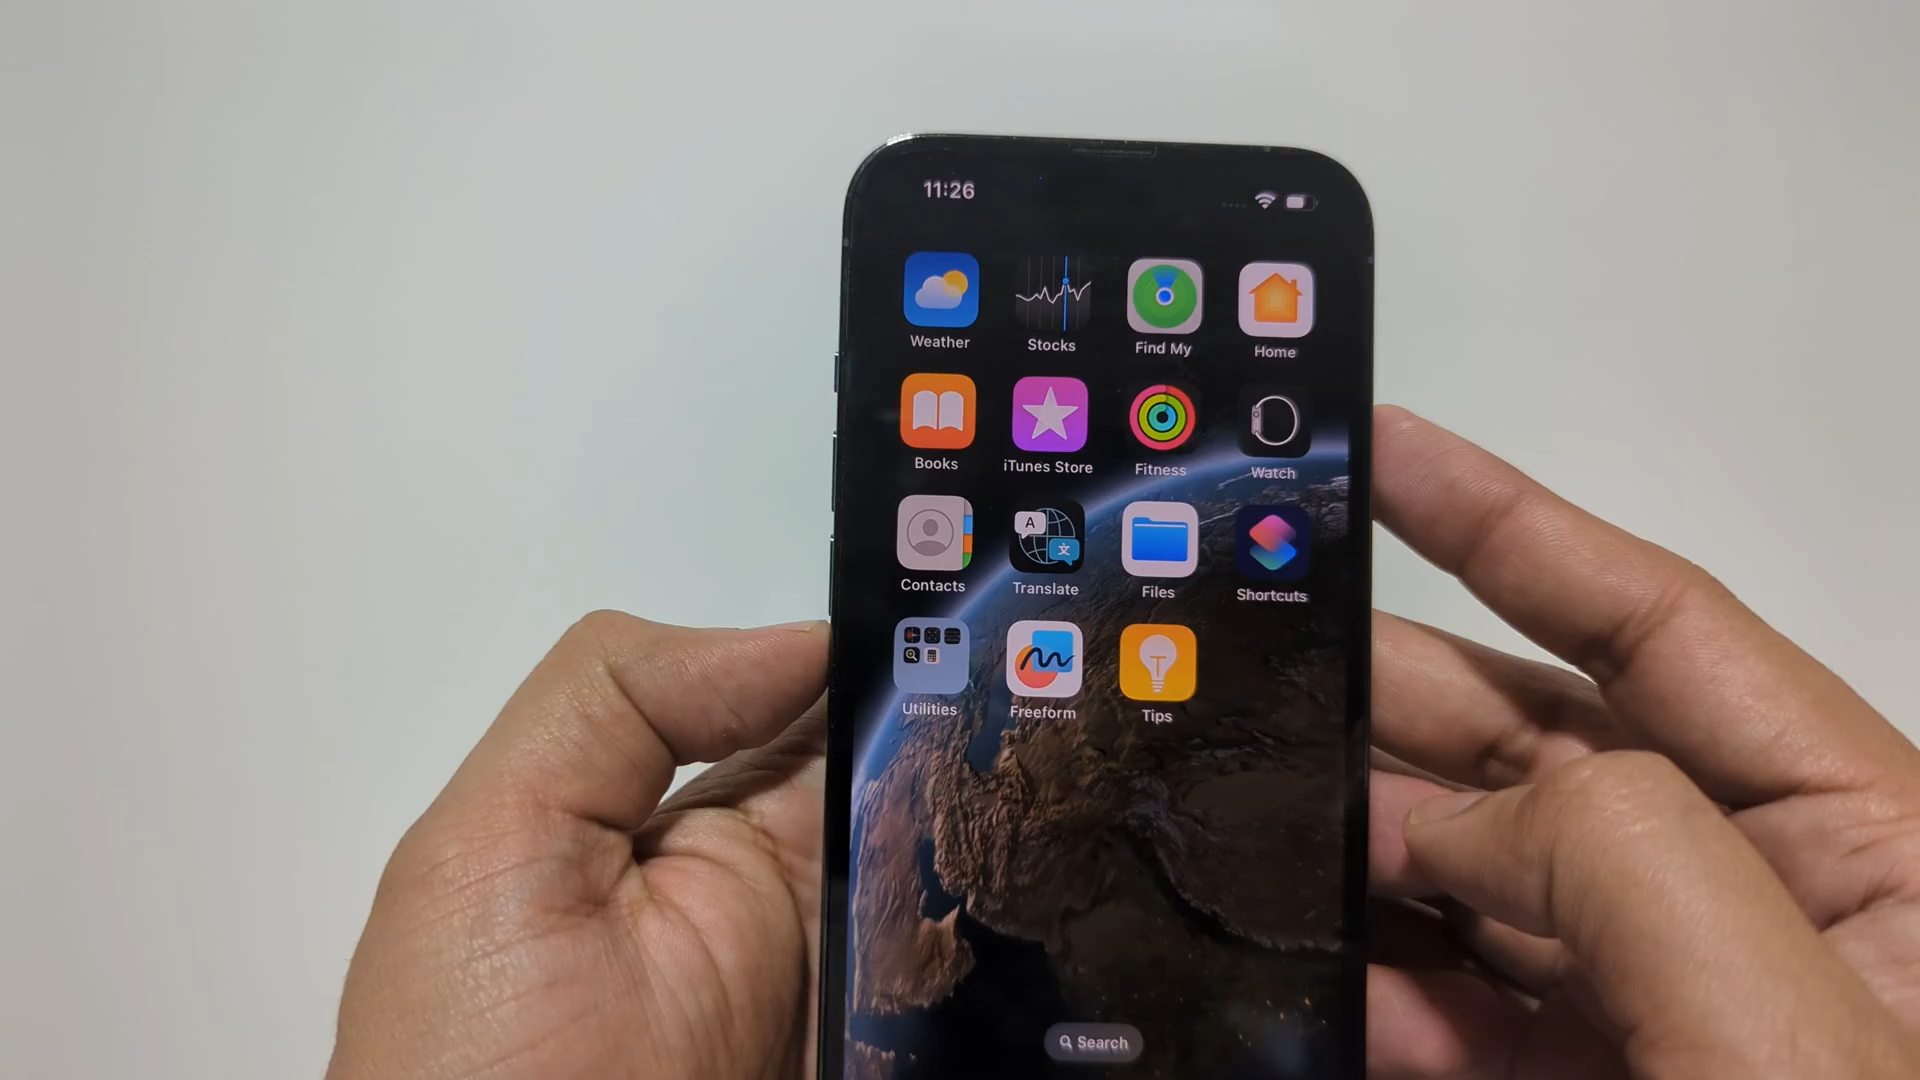 11:26
Weather Stocks Find My Home
Books iTunes Store Fitness Watch
A
文
Contacts Translate Files Shortcuts
Utilities Freeform Tips
Search